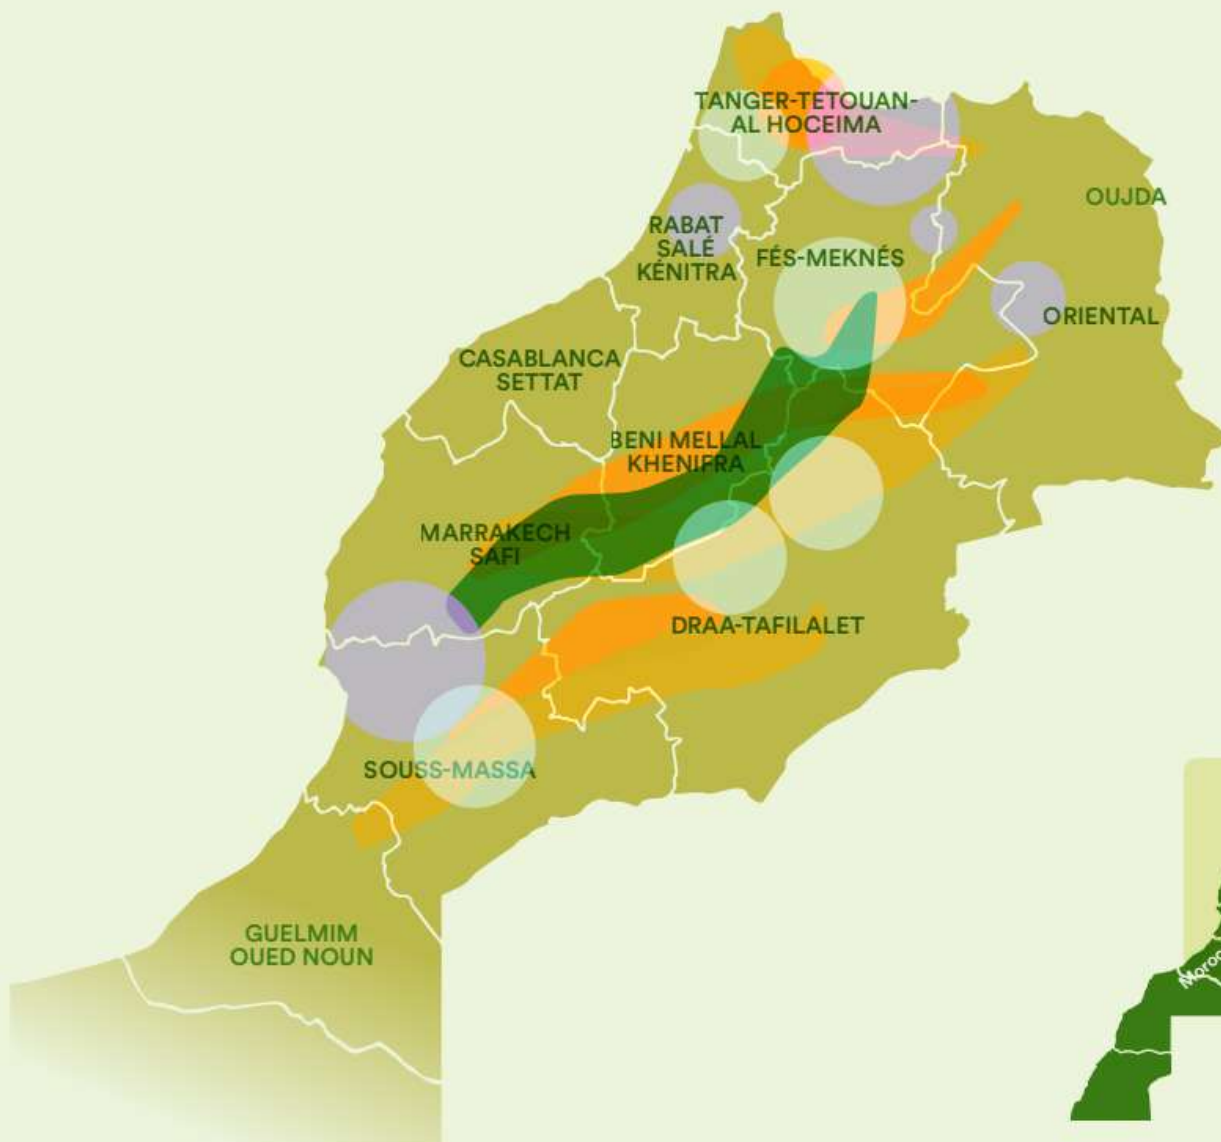 TANGER-TETOUAN-
AL HOCEIMA
OUJDA
RABAT
SALÉ
KÉNITRA
FÉS-MEKNÉS
ORIENTAL
CASABLANCA
SETTAT
BENI MELLAL
KHENIFRA
MARRAKECH
SAFI
DRAA-TAFILALET
SOUSS-MASSA
GUELMIM
OUED NOUN